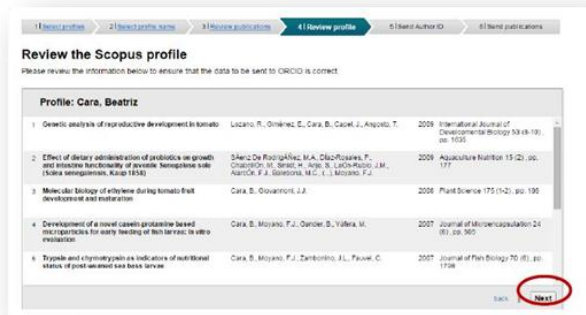 1 | Select profiles 2 | Select profile name 3 | Review publications 4 | Review profile 5 | Send Author ID 6 | Send publications
Review the Scopus profile
Please review the information below to ensure that the data to be sent to ORCID is correct.
Profile: Cara, Beatriz
1 Genetic analysis of reproductive development in tomato Lozano, R., Giménez, E., Cara, B., Capel, J., Angosto, T. 2009 International Journal of
Developmental Biology 53 (8-10),
pp. 1635
2 Effect of dietary administration of probiotics on growth SÁenz De RodrigÁÑez, M.A., DÍaz-Rosales, P., 2009 Aquaculture Nutrition 15 (2), pp.
and intestine functionality of juvenile Senegalese sole H., Arijo, S., 177
(Solea senegalensis, Kaup 1858) F.J., M.C., (...), Moyano, F.J.
3 Molecular biology of ethylene during tomato fruit Cara, B., Giovannoni, J.J. 2008 Plant Science 175 (1-2), pp. 106
development and maturation
4 Development of a novel casein-protamine based Cara, B., Moyano, F.J., Gander, B., Yúfera, M. 2007 Journal of Microencapsulation 24
microparticles for early feeding of fish larvae: In vitro (6), pp. 505
evaluation
5 Trypsin and chymotrypsin as indicators of nutritional Cara, B., Moyano, F.J., Zambonino, J.L., Fauvel, C. 2007 Journal of Fish Biology 70 (6), pp.
status of post-weaned sea bass larvae 1798
back Next